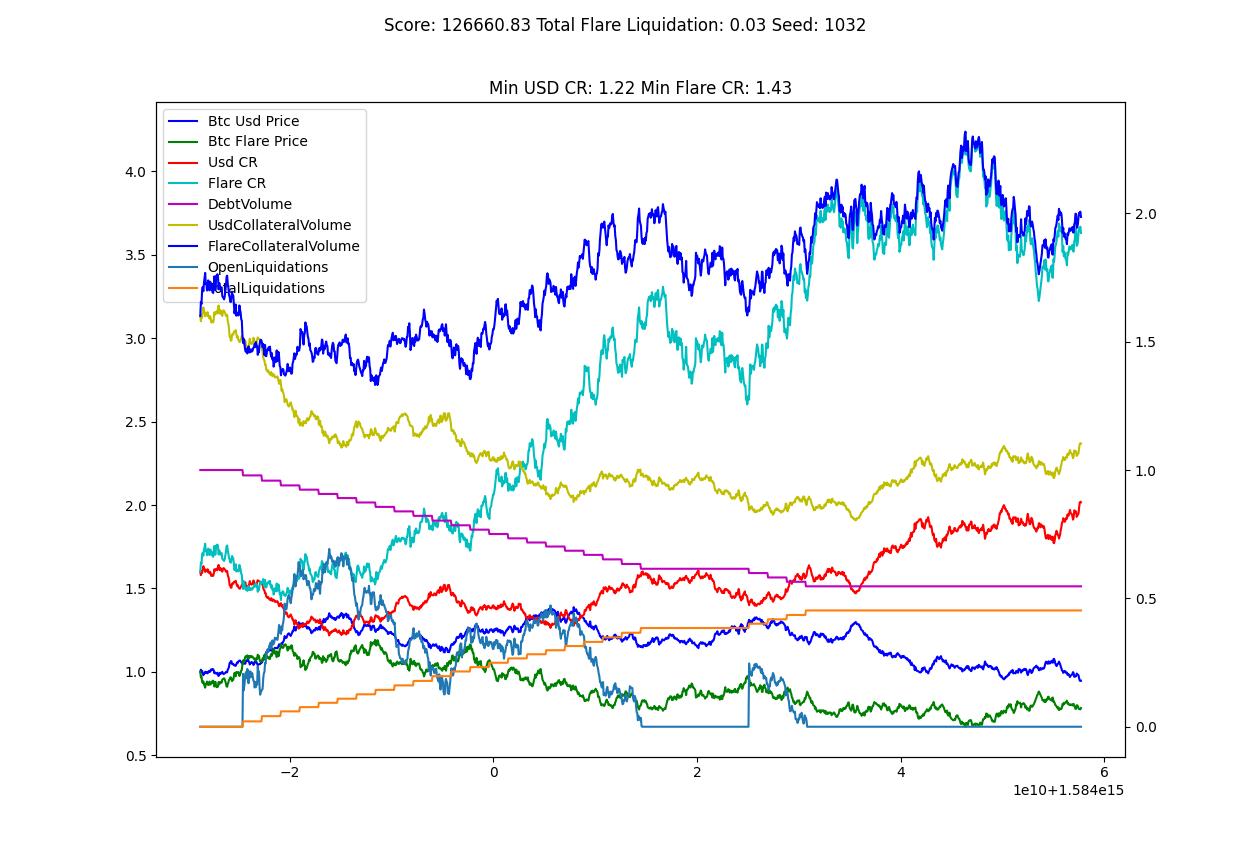 Score: 126660.83 Total Flare Liquidation: 0.03 Seed: 1032
Min USD CR: 1.22 Min Flare CR: 1.43
Btc Usd Price
Btc Flare Price
Usd CR
Flare CR
DebtVolume
UsdCollateralVolume
FlareCollateralVolume
OpenLiquidations
TotalLiquidations
4.0
3.5
3.0
2.5
2.0
1.5
1.0
0.5
2.0
1.5
1.0
0.5
0.0
−2
0
2
4
6
1e10+1.584e15